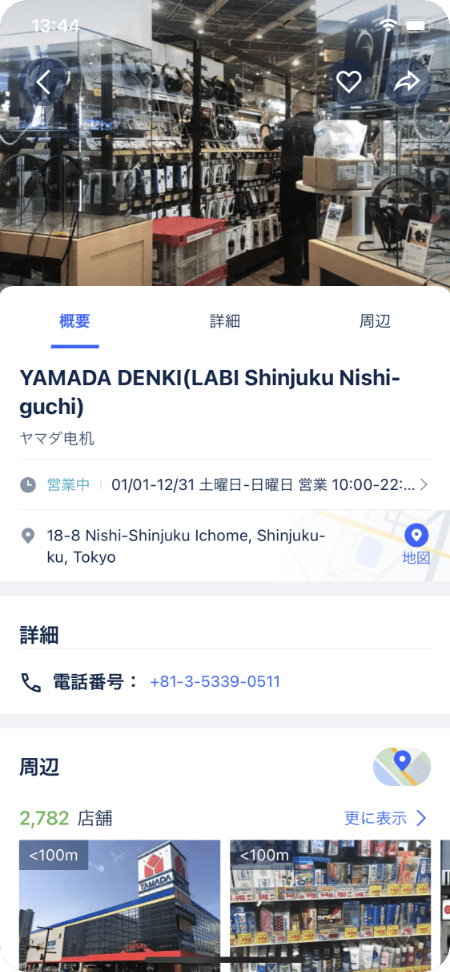 13:44
概要
詳細
周辺
YAMADA DENKI(LABI Shinjuku Nishi-
guchi)
ヤマダ电机
営業中
01/01-12/31 土曜日-日曜日 営業 10:00-22:...
18-8 Nishi-Shinjuku Ichome, Shinjuku-
ku, Tokyo
地図
詳細
電話番号：
+81-3-5339-0511
周辺
2,782 店舗
更に表示
<100m
<100m
YAMADA